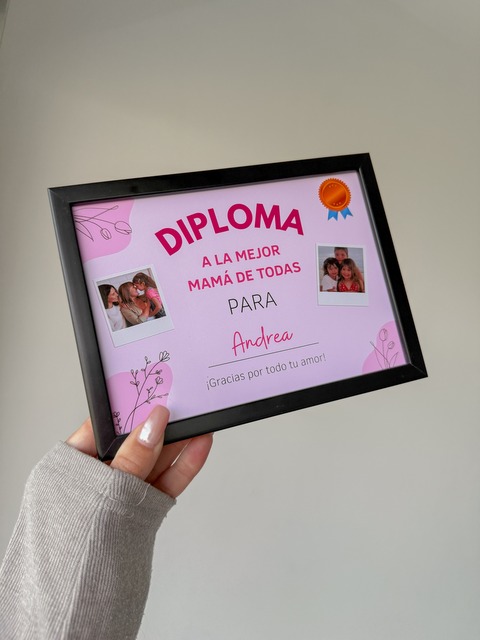 DIPLOMA
A LA MEJOR
MAMÁ DE TODAS
PARA
Andrea
¡Gracias por todo tu amor!